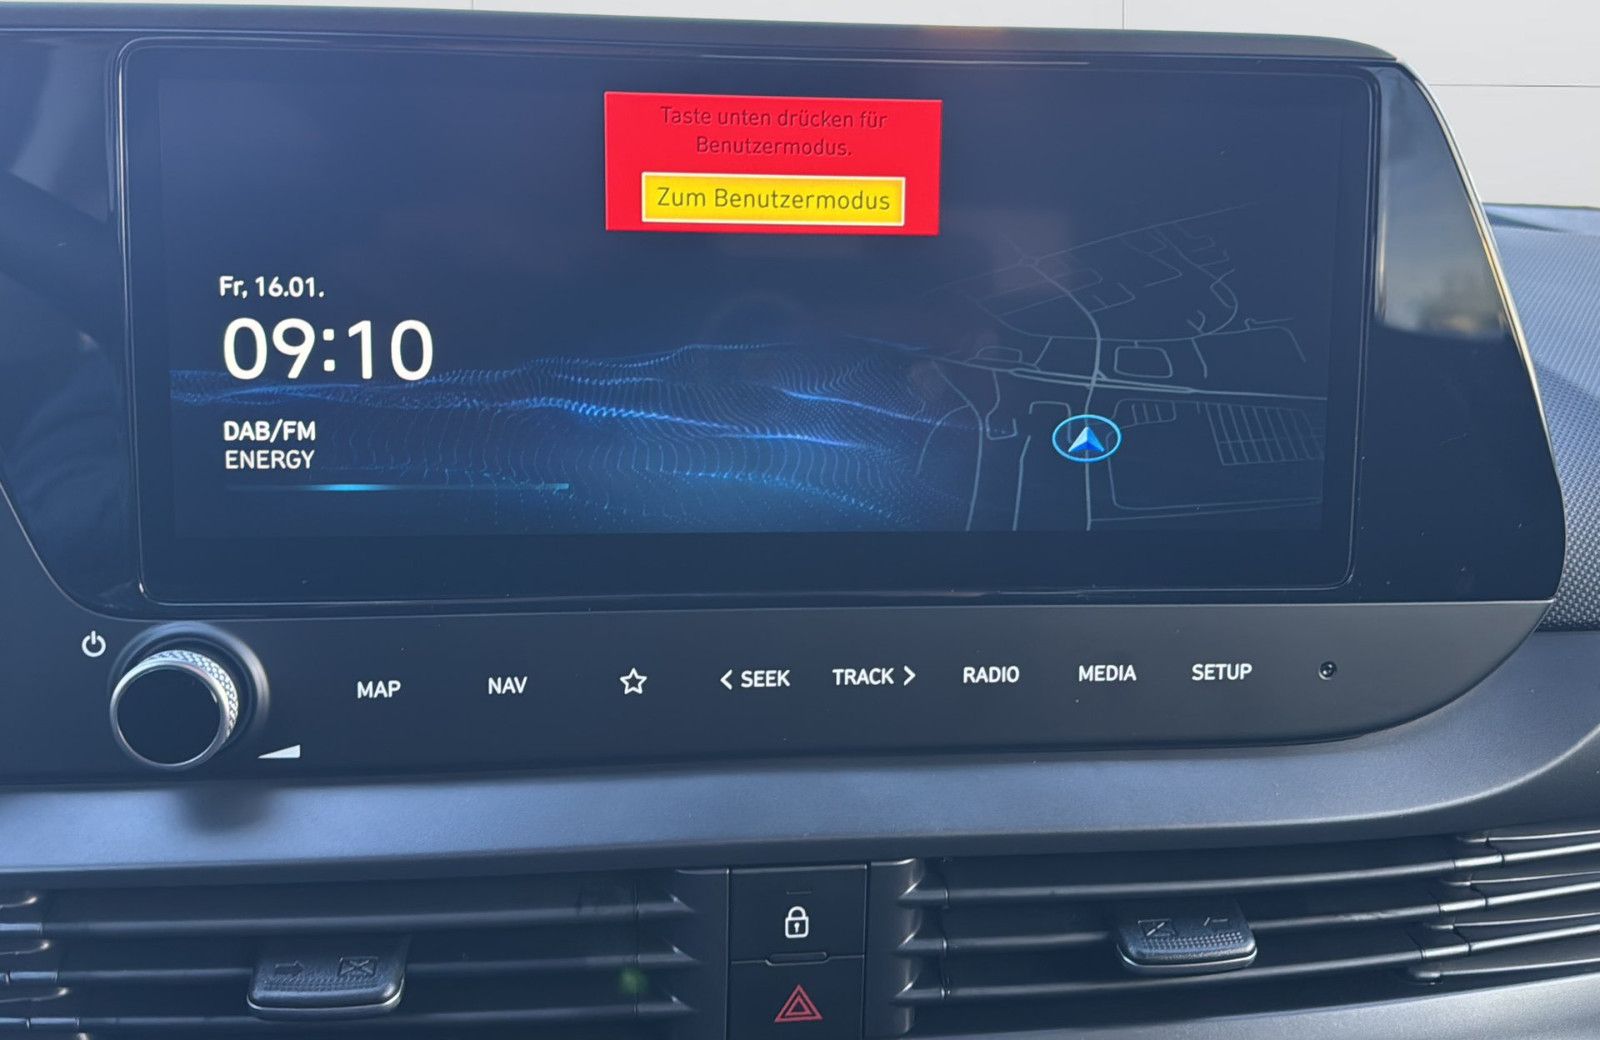 Taste unten drücken für
Benutzermodus.
Zum Benutzermodus
Fr, 16.01.
09:10
DAB/FM
ENERGY
MAP
NAV
< SEEK
TRACK >
RADIO
MEDIA
SETUP